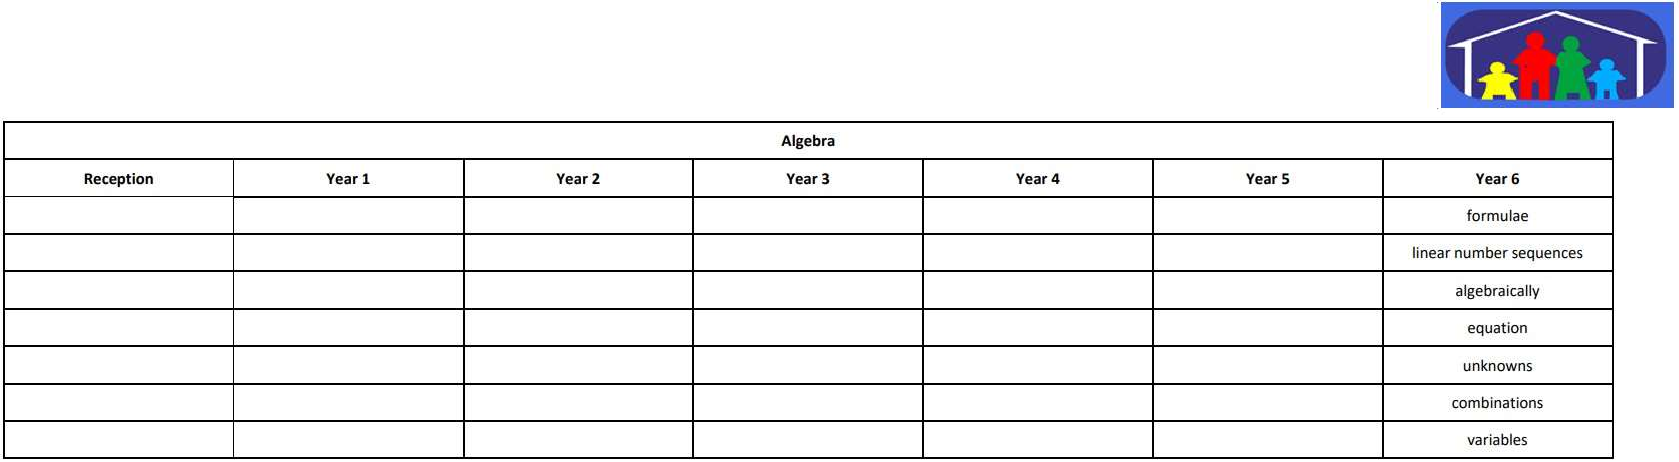 Algebra
Reception Year 1 Year 2 Year 3 Year 4 Year 5 Year 6
formulae
linear number sequences
algebraically
equation
unknowns
combinations
variables